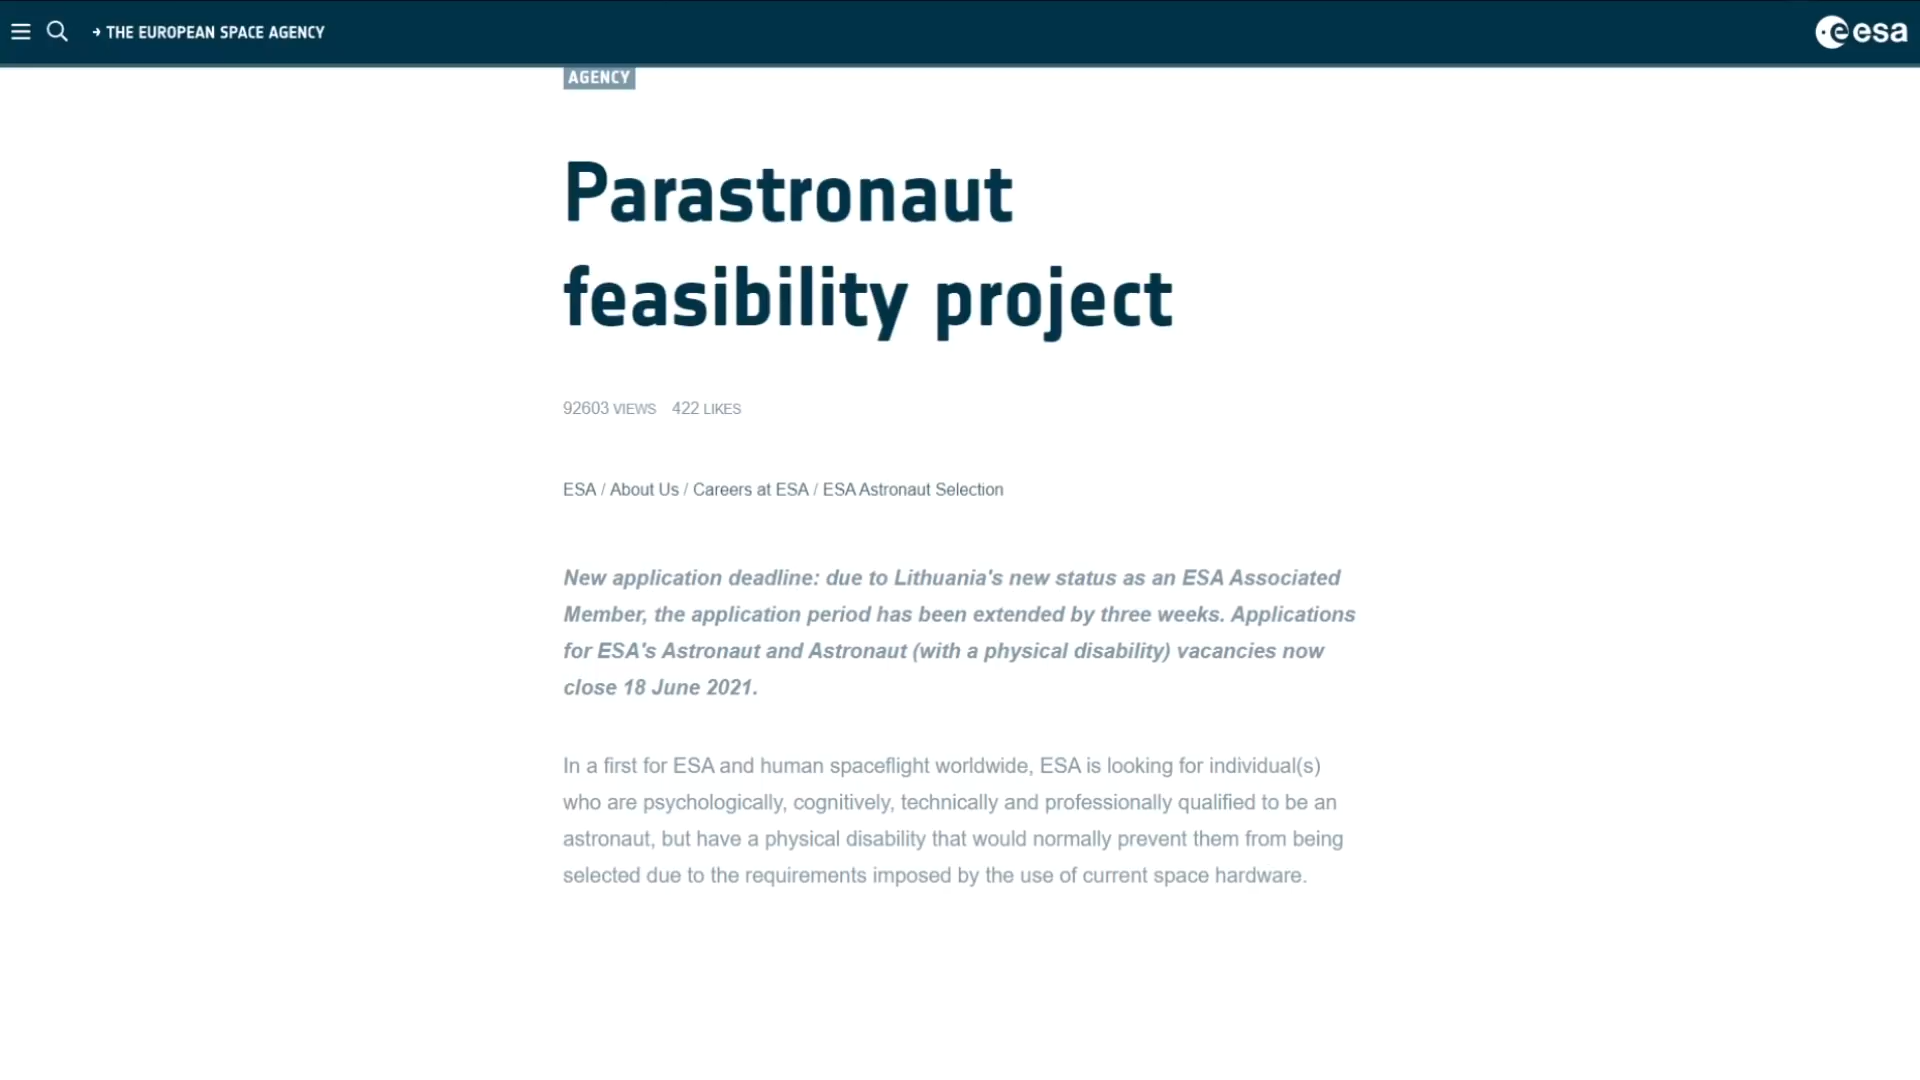 → THE EUROPEAN SPACE AGENCY
esa
AGENCY
Parastronaut
feasibility project
92603 VIEWS 422 LIKES
ESA / About Us / Careers at ESA / ESA Astronaut Selection
New application deadline: due to Lithuania's new status as an ESA Associated
Member, the application period has been extended by three weeks. Applications
for ESA's Astronaut and Astronaut (with a physical disability) vacancies now
close 18 June 2021.
In a first for ESA and human spaceflight worldwide, ESA is looking for individual(s)
who are psychologically, cognitively, technically and professionally qualified to be an
astronaut, but have a physical disability that would normally prevent them from being
selected due to the requirements imposed by the use of current space hardware.